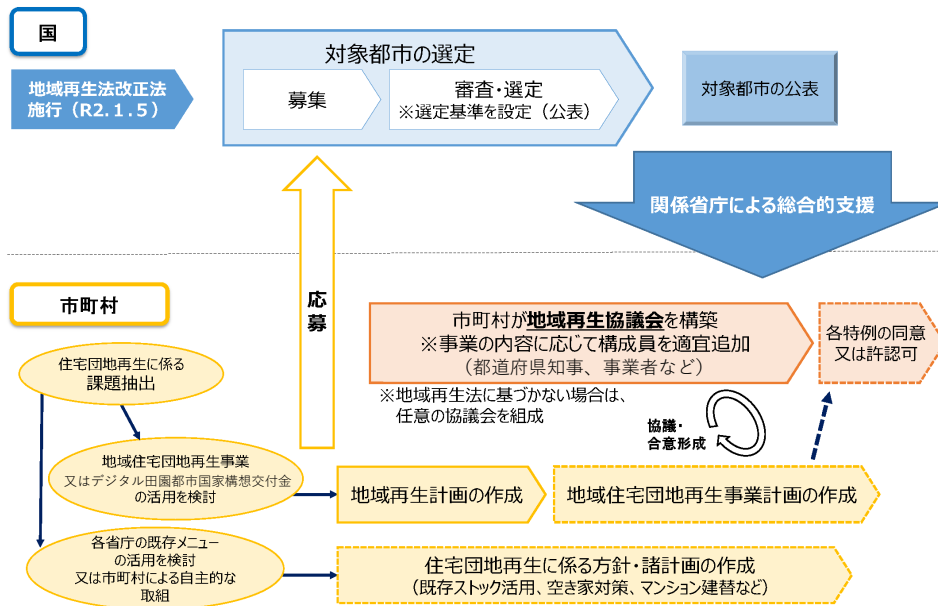 国
地域再生法改正法
施行（R2.1.5）
対象都市の選定
募集
審査・選定
※選定基準を設定（公表）
対象都市の公表
関係省庁による総合的支援
市町村
応募
市町村が地域再生協議会を構築
※事業の内容に応じて構成員を適宜追加
（都道府県知事、事業者など）
各特例の同意
又は許認可
※地域再生法に基づかない場合は、
任意の協議会を組成
協議・
合意形成
住宅団地再生に係る
課題抽出
地域住宅団地再生事業
又はデジタル田園都市国家構想交付金
の活用を検討
地域再生計画の作成
地域住宅団地再生事業計画の作成
各省庁の既存メニュー
の活用を検討
又は市町村による自主的な
取組
住宅団地再生に係る方針・諸計画の作成
（既存ストック活用、空き家対策、マンション建替など）